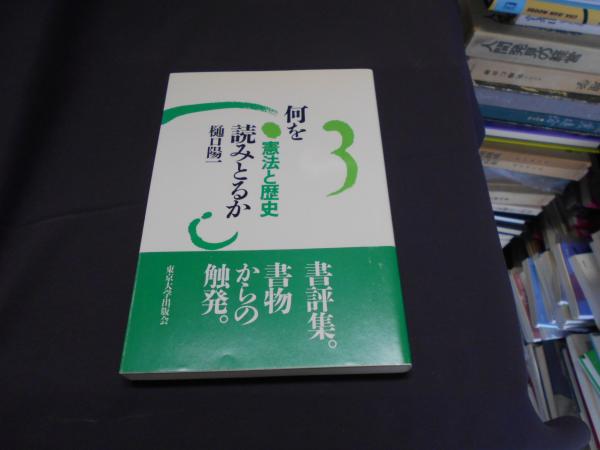 何を
読みとるか
憲法と歴史
樋口陽一
書評集。
書物
からの
触発。
東京大学出版会